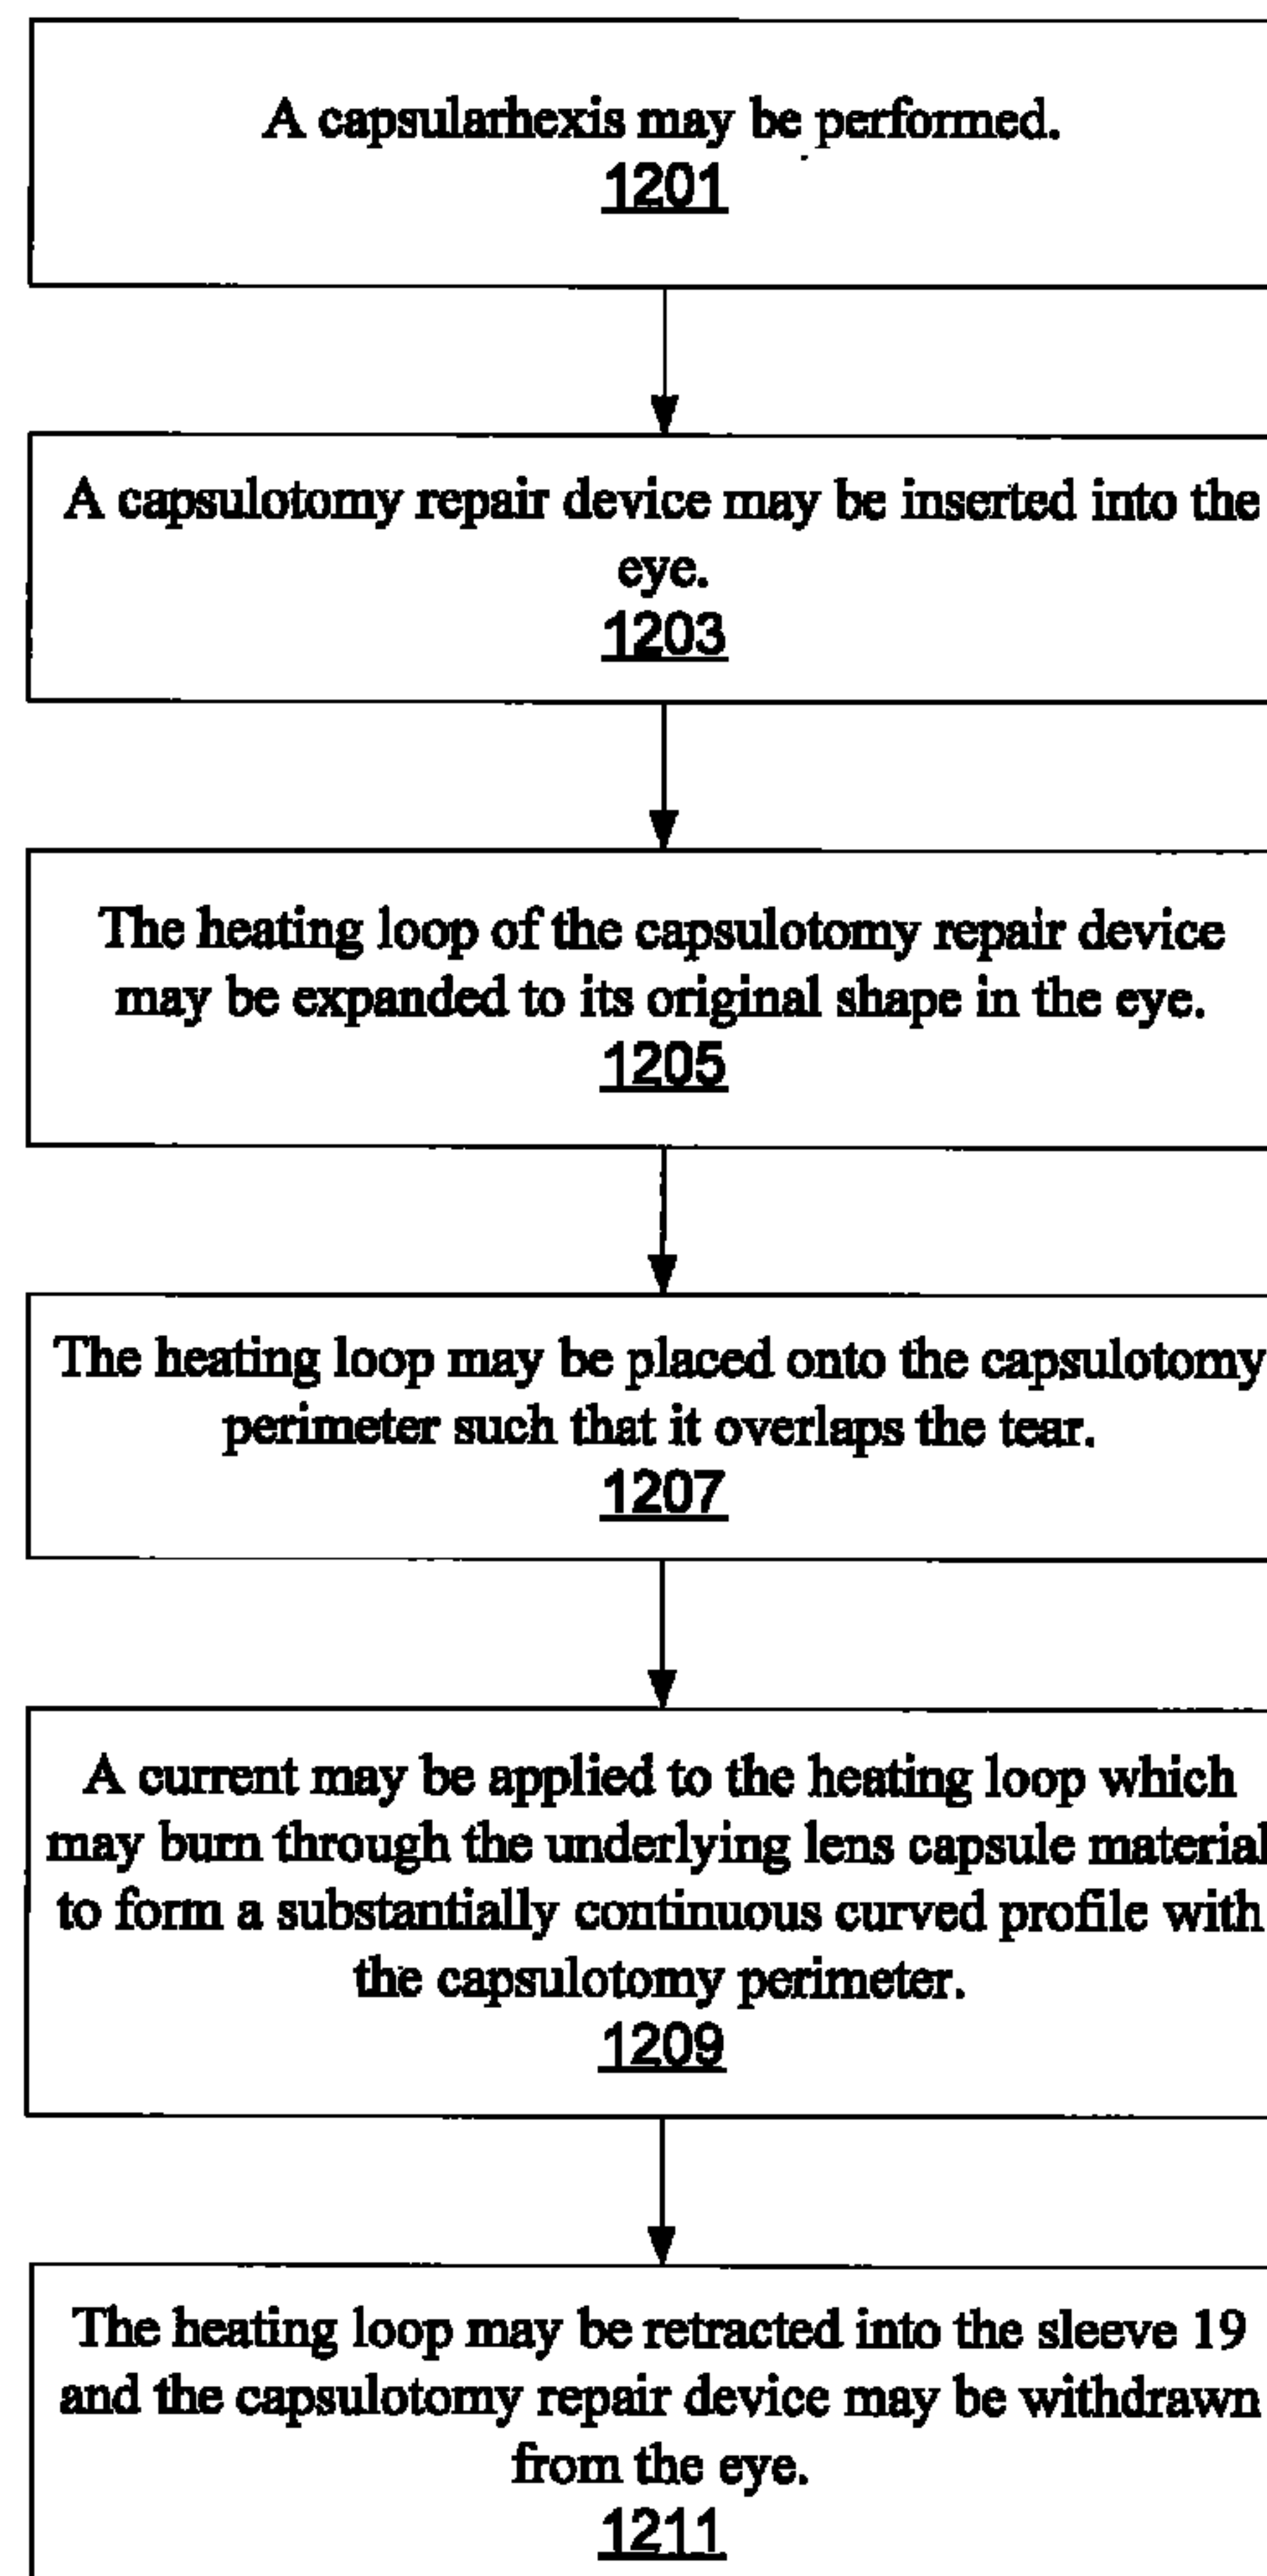 A capsularhexis may be performed.
1201
A capsulotomy repair device may be inserted into the
eye.
1203
The heating loop of the capsulotomy repair device
may be expanded to its original shape in the eye.
1205
The heating loop may be placed onto the capsulotomy
perimeter such that it overlaps the tear.
1207
A current may be applied to the heating loop which
may burn through the underlying lens capsule material
to form a substantially continuous curved profile with
the capsulotomy perimeter.
1209
The heating loop may be retracted into the sleeve 19
and the capsulotomy repair device may be withdrawn
from the eye.
1211